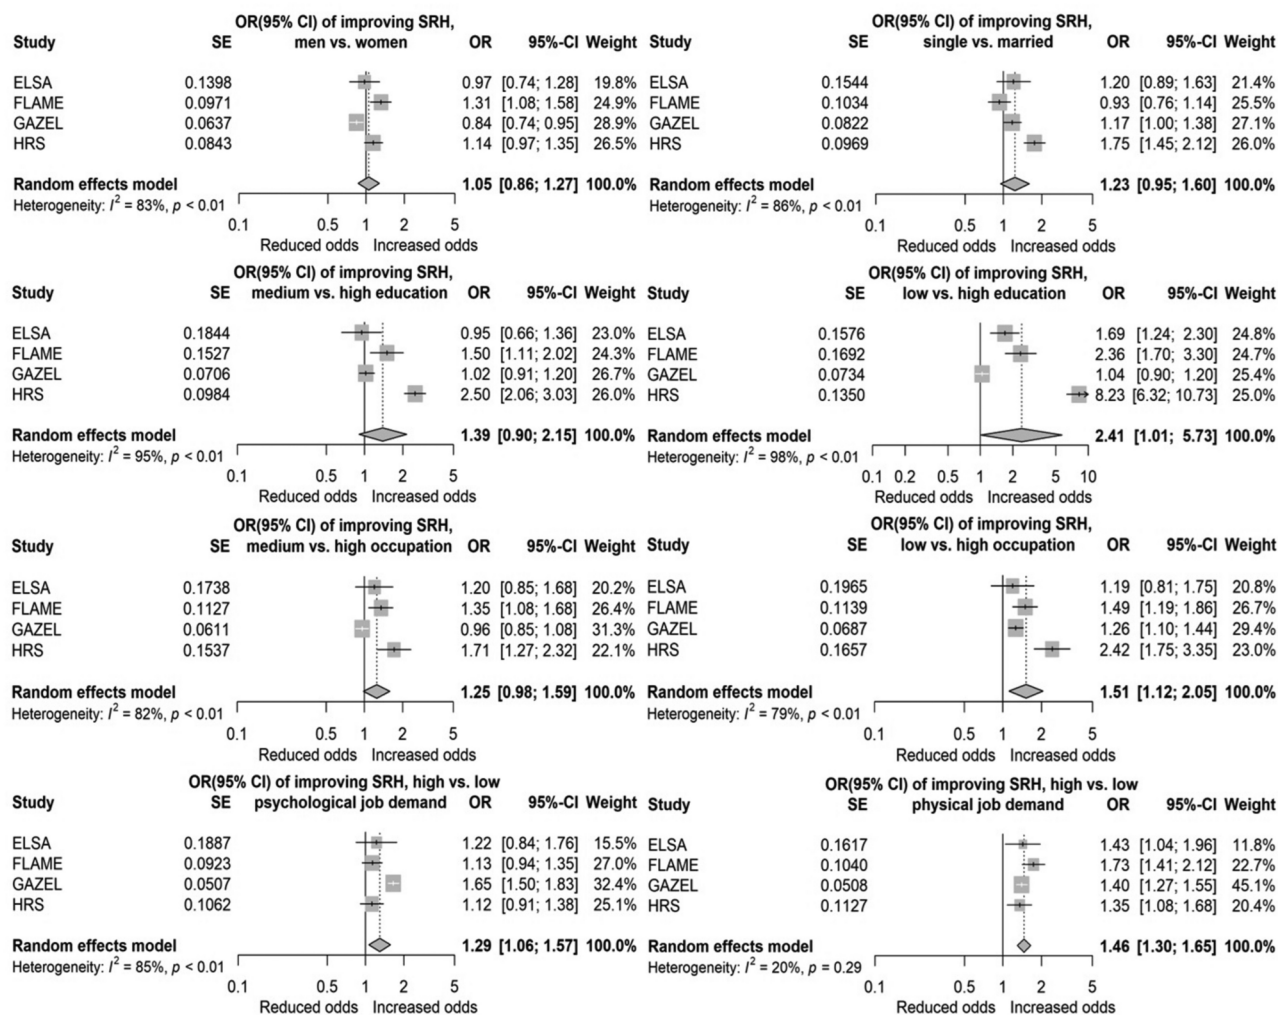 OR(95% CI) of improving SRH,
Study SE men vs. women OR 95%-CI Weight
ELSA 0.1398 0.97 [0.74; 1.28] 19.8%
FLAME 0.0971 1.31 [1.08; 1.58] 24.9%
GAZEL 0.0637 0.84 [0.74; 0.95] 28.9%
HRS 0.0843 1.14 [0.97; 1.35] 26.5%
Random effects model 1.05 [0.86; 1.27] 100.0%
Heterogeneity: I² = 83%, p < 0.01
0.1 0.5 1 2 5
Reduced odds Increased odds
OR(95% CI) of improving SRH,
Study SE single vs. married OR 95%-CI Weight
ELSA 0.1544 1.20 [0.89; 1.63] 21.4%
FLAME 0.1034 0.93 [0.76; 1.14] 25.5%
GAZEL 0.0822 1.17 [1.00; 1.38] 27.1%
HRS 0.0969 1.75 [1.45; 2.12] 26.0%
Random effects model 1.23 [0.95; 1.60] 100.0%
Heterogeneity: I² = 86%, p < 0.01
0.1 0.5 1 2 5
Reduced odds Increased odds
OR(95% CI) of improving SRH,
Study SE medium vs. high education OR 95%-CI Weight
ELSA 0.1844 0.95 [0.66; 1.36] 23.0%
FLAME 0.1527 1.50 [1.11; 2.02] 24.3%
GAZEL 0.0706 1.02 [0.91; 1.20] 26.7%
HRS 0.0984 2.50 [2.06; 3.03] 26.0%
Random effects model 1.39 [0.90; 2.15] 100.0%
Heterogeneity: I² = 95%, p < 0.01
0.1 0.5 1 2 5
Reduced odds Increased odds
OR(95% CI) of improving SRH,
Study SE low vs. high education OR 95%-CI Weight
ELSA 0.1576 1.69 [1.24; 2.30] 24.8%
FLAME 0.1692 2.36 [1.70; 3.30] 24.7%
GAZEL 0.0734 1.04 [0.90; 1.20] 25.4%
HRS 0.1350 8.23 [6.32; 10.73] 25.0%
Random effects model 2.41 [1.01; 5.73] 100.0%
Heterogeneity: I² = 98%, p < 0.01
0.1 0.2 0.5 1 2 5 10
Reduced odds Increased odds
OR(95% CI) of improving SRH,
Study SE medium vs. high occupation OR 95%-CI Weight
ELSA 0.1738 1.20 [0.85; 1.68] 20.2%
FLAME 0.1127 1.35 [1.08; 1.68] 26.4%
GAZEL 0.0611 0.96 [0.85; 1.08] 31.3%
HRS 0.1537 1.71 [1.27; 2.32] 22.1%
Random effects model 1.25 [0.98; 1.59] 100.0%
Heterogeneity: I² = 82%, p < 0.01
0.1 0.5 1 2 5
Reduced odds Increased odds
OR(95% CI) of improving SRH,
Study SE low vs. high occupation OR 95%-CI Weight
ELSA 0.1965 1.19 [0.81; 1.75] 20.8%
FLAME 0.1139 1.49 [1.19; 1.86] 26.7%
GAZEL 0.0687 1.26 [1.10; 1.44] 29.4%
HRS 0.1657 2.42 [1.75; 3.35] 23.0%
Random effects model 1.51 [1.12; 2.05] 100.0%
Heterogeneity: I² = 79%, p < 0.01
0.1 0.5 1 2 5
Reduced odds Increased odds
OR(95% CI) of improving SRH, high vs. low
Study SE psychological job demand OR 95%-CI Weight
ELSA 0.1887 1.22 [0.84; 1.76] 15.5%
FLAME 0.0923 1.13 [0.94; 1.35] 27.0%
GAZEL 0.0507 1.65 [1.50; 1.83] 32.4%
HRS 0.1062 1.12 [0.91; 1.38] 25.1%
Random effects model 1.29 [1.06; 1.57] 100.0%
Heterogeneity: I² = 85%, p < 0.01
0.1 0.5 1 2 5
Reduced odds Increased odds
OR(95% CI) of improving SRH, high vs. low
Study SE physical job demand OR 95%-CI Weight
ELSA 0.1617 1.43 [1.04; 1.96] 11.8%
FLAME 0.1040 1.73 [1.41; 2.12] 22.7%
GAZEL 0.0508 1.40 [1.27; 1.55] 45.1%
HRS 0.1127 1.35 [1.08; 1.68] 20.4%
Random effects model 1.46 [1.30; 1.65] 100.0%
Heterogeneity: I² = 20%, p = 0.29
0.1 0.5 1 2 5
Reduced odds Increased odds